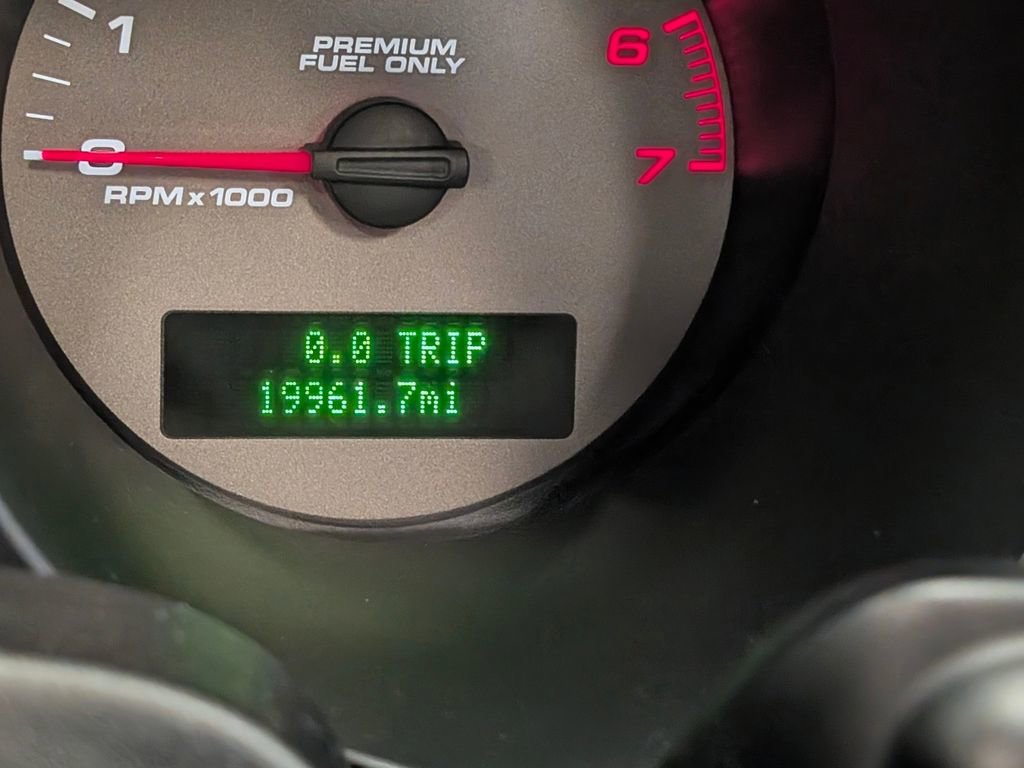 1
PREMIUM
FUEL ONLY
6
0
7
RPM x 1000
0.0 TRIP
19961.7mi